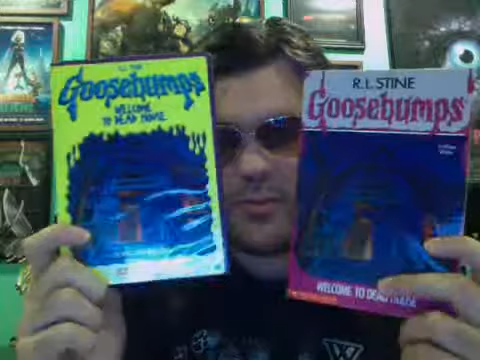 Goosebumps
WELCOME
TO DEAD HOUSE
R.L. STINE
Goosebumps
WELCOME TO DEAD HOUSE